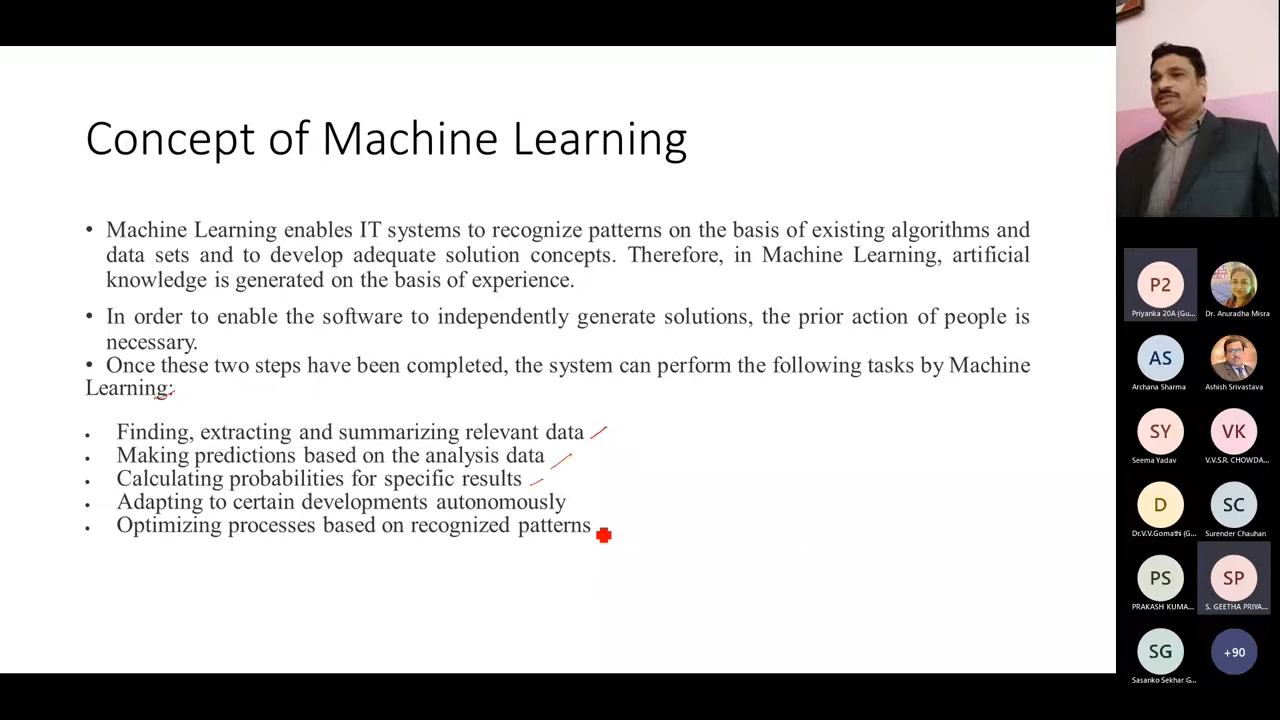 Concept of Machine Learning
• Machine Learning enables IT systems to recognize patterns on the basis of existing algorithms and
data sets and to develop adequate solution concepts. Therefore, in Machine Learning, artificial
knowledge is generated on the basis of experience.
• In order to enable the software to independently generate solutions, the prior action of people is
necessary.
• Once these two steps have been completed, the system can perform the following tasks by Machine
Learning:
• Finding, extracting and summarizing relevant data
• Making predictions based on the analysis data
• Calculating probabilities for specific results
• Adapting to certain developments autonomously
• Optimizing processes based on recognized patterns
P2
Priyanka 20A (Gu...
Dr. Anuradha Misra
AS
Archana Sharma
Ashish Srivastava
SY
Seema Yadav
VK
V.V.S.R. CHOWDA...
D
Dr.V.V.Gomathi (G...
SC
Surender Chauhan
PS
PRAKASH KUMA...
SP
S. GEETHA PRIYA...
SG
Sasanko Sekhar G...
+90